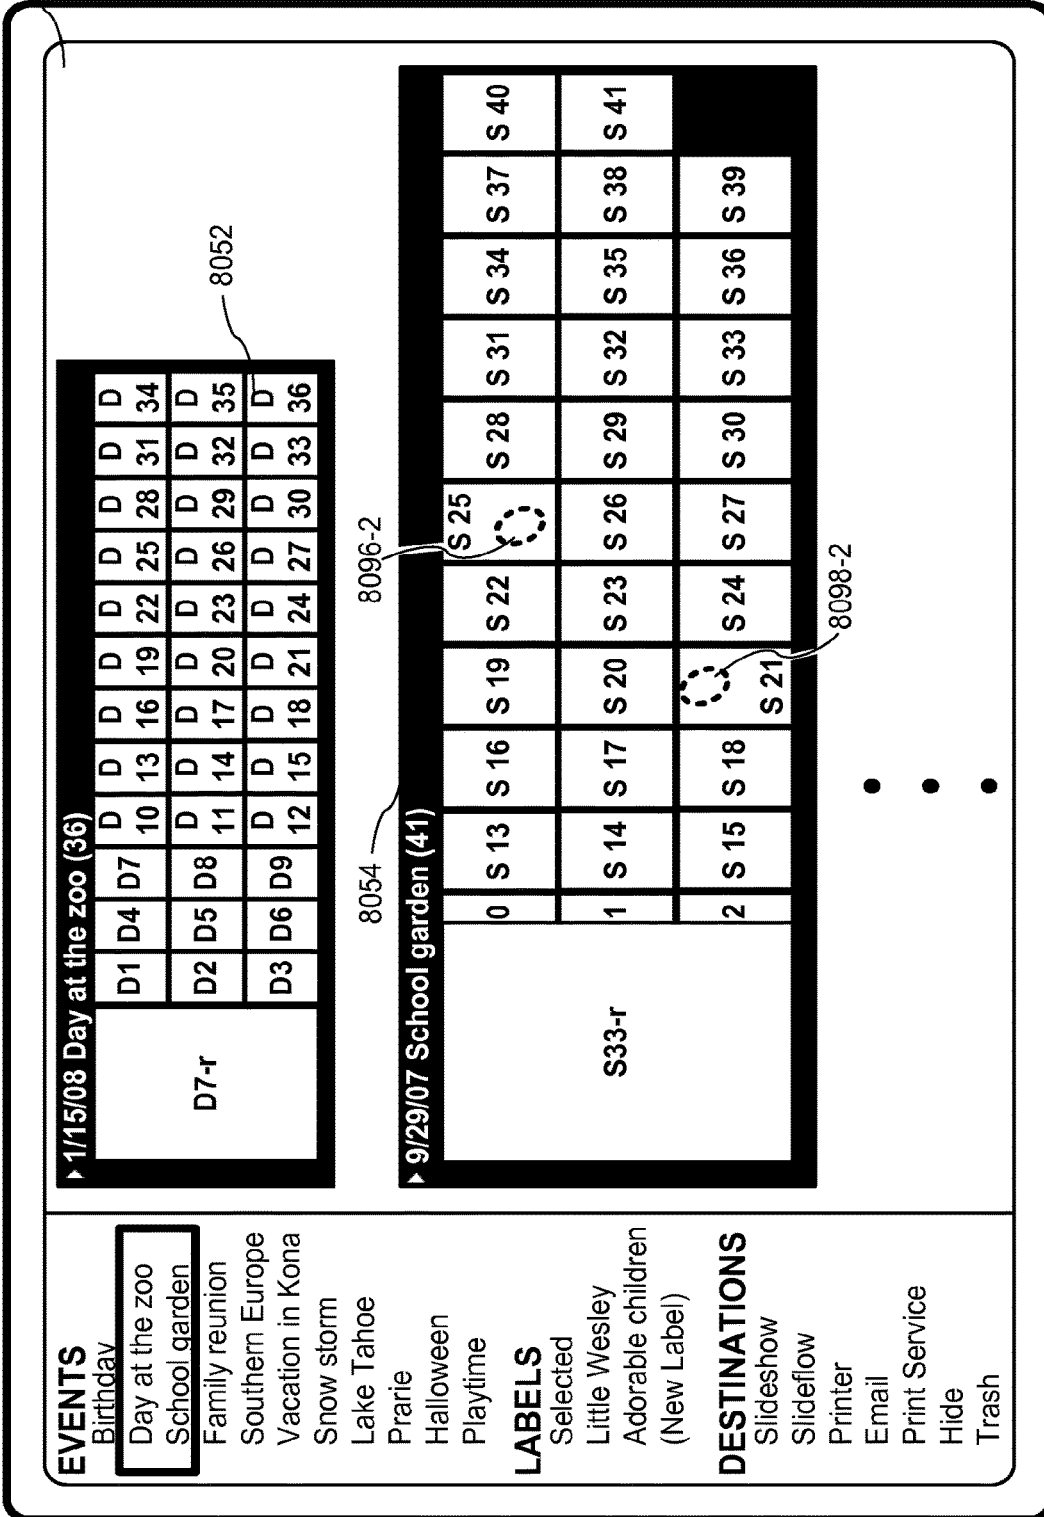 EVENTS
Birthday
Day at the zoo
School garden
Family reunion
Southern Europe
Vacation in Kona
Snow storm
Lake Tahoe
Prarie
Halloween
Playtime
LABELS
Selected
Little Wesley
Adorable children
(New Label)
DESTINATIONS
Slideshow
Slideflow
Printer
Email
Print Service
Hide
Trash
1/15/08 Day at the zoo (36)
D7-r
D1 D4 D7 D 10 D 13 D 16 D 19 D 22 D 25 D 28 D 31 D 34
D2 D5 D8 D 11 D 14 D 17 D 20 D 23 D 26 D 29 D 32 D 35
D3 D6 D9 D 12 D 15 D 18 D 21 D 24 D 27 D 30 D 33 D 36
8052
8054
8096-2
9/29/07 School garden (41)
S33-r
0 S 13 S 16 S 19 S 22 S 25 S 28 S 31 S 34 S 37 S 40
1 S 14 S 17 S 20 S 23 S 26 S 29 S 32 S 35 S 38 S 41
2 S 15 S 18 S 21 S 24 S 27 S 30 S 33 S 36 S 39
8098-2